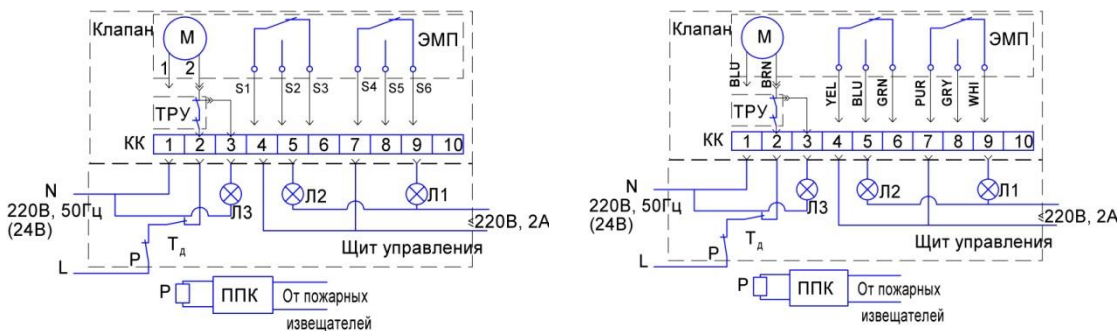 Клапан
М
ЭМП
1
2
S1
S2
S3
S4
S5
S6
ТРУ
КК
1 2 3 4 5 6 7 8 9 10
N
220В, 50Гц
(24В)
Л3
Л2
Л1
≤220В, 2А
Тд
Щит управления
Р
L
Р
ППК
От пожарных
извещателей
Клапан
М
ЭМП
BLU
BRN
YEL
BLU
GRN
PUR
GRY
WHI
ТРУ
КК
1 2 3 4 5 6 7 8 9 10
N
220В, 50Гц
(24В)
Л3
Л2
Л1
≤220В, 2А
Тд
Щит управления
Р
L
Р
ППК
От пожарных
извещателей